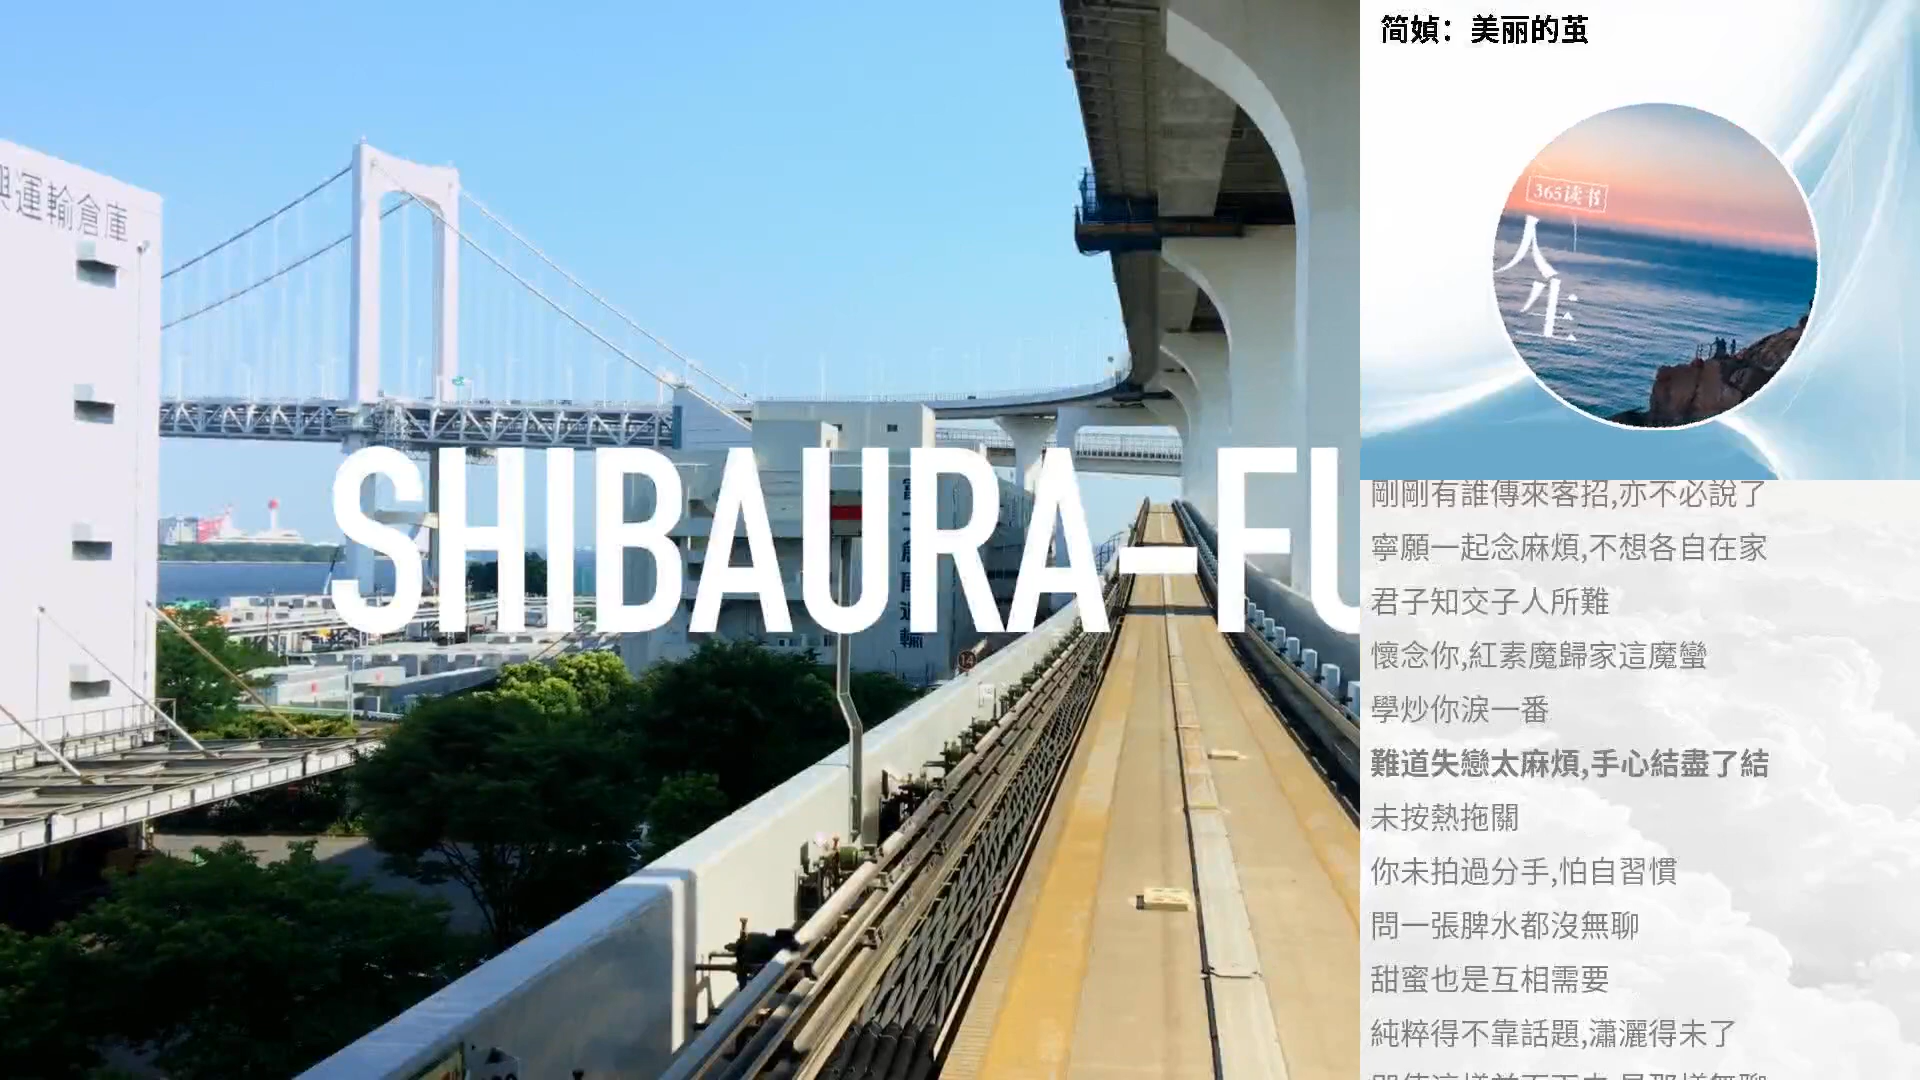 興運輸倉庫
SHIBAURA-FU
14
简媜：美丽的茧
365读书
人生
剛剛有誰傳來客招,亦不必說了
寧願一起念麻煩,不想各自在家
君子知交子人所難
懷念你,紅素魔歸家這魔蠻
學炒你淚一番
難道失戀太麻煩,手心結盡了結
未按熱拖關
你未拍過分手,怕自習慣
問一張脾水都沒無聊
甜蜜也是互相需要
純粹得不靠話題,瀟灑得未了